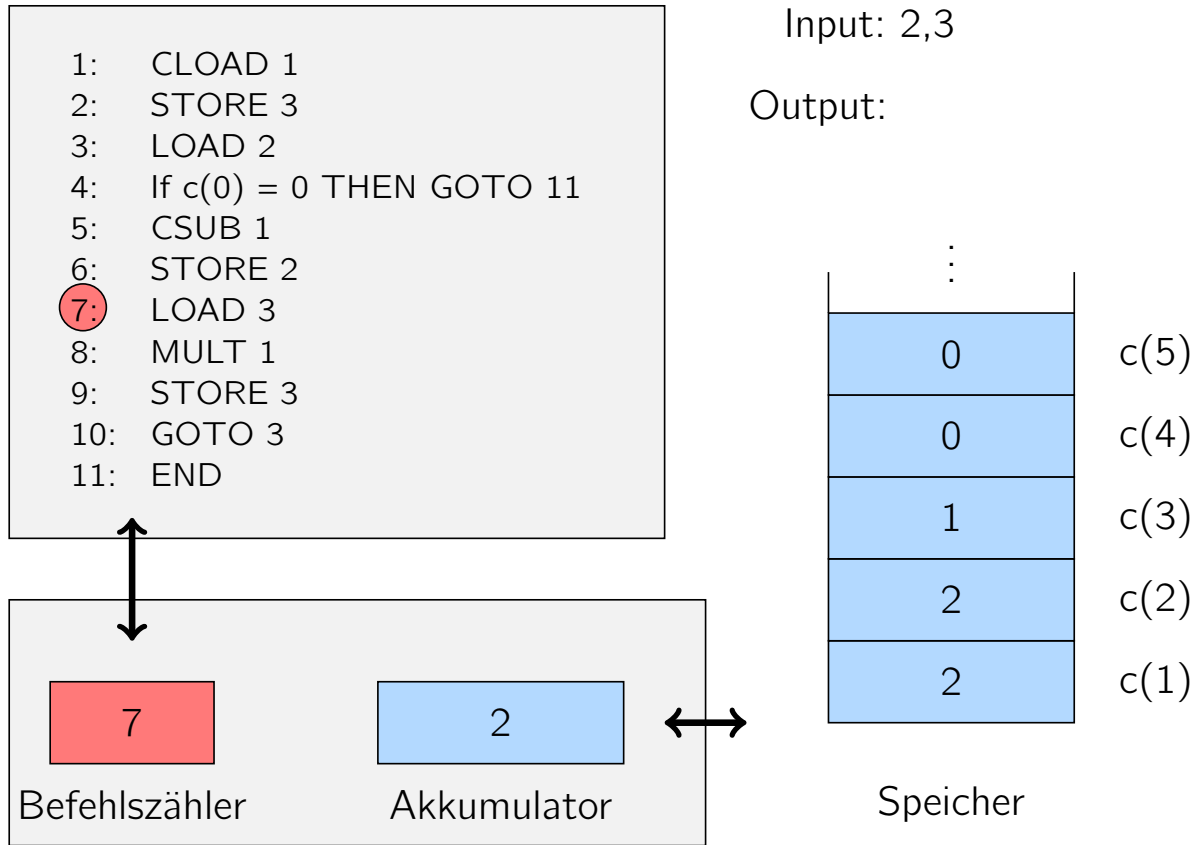 1: CLOAD 1
2: STORE 3
3: LOAD 2
4: If c(0) = 0 THEN GOTO 11
5: CSUB 1
6: STORE 2
7: LOAD 3
8: MULT 1
9: STORE 3
10: GOTO 3
11: END
Input: 2,3
Output:
⋮
0 c(5)
0 c(4)
1 c(3)
2 c(2)
2 c(1)
Speicher
7
Befehlszähler
2
Akkumulator